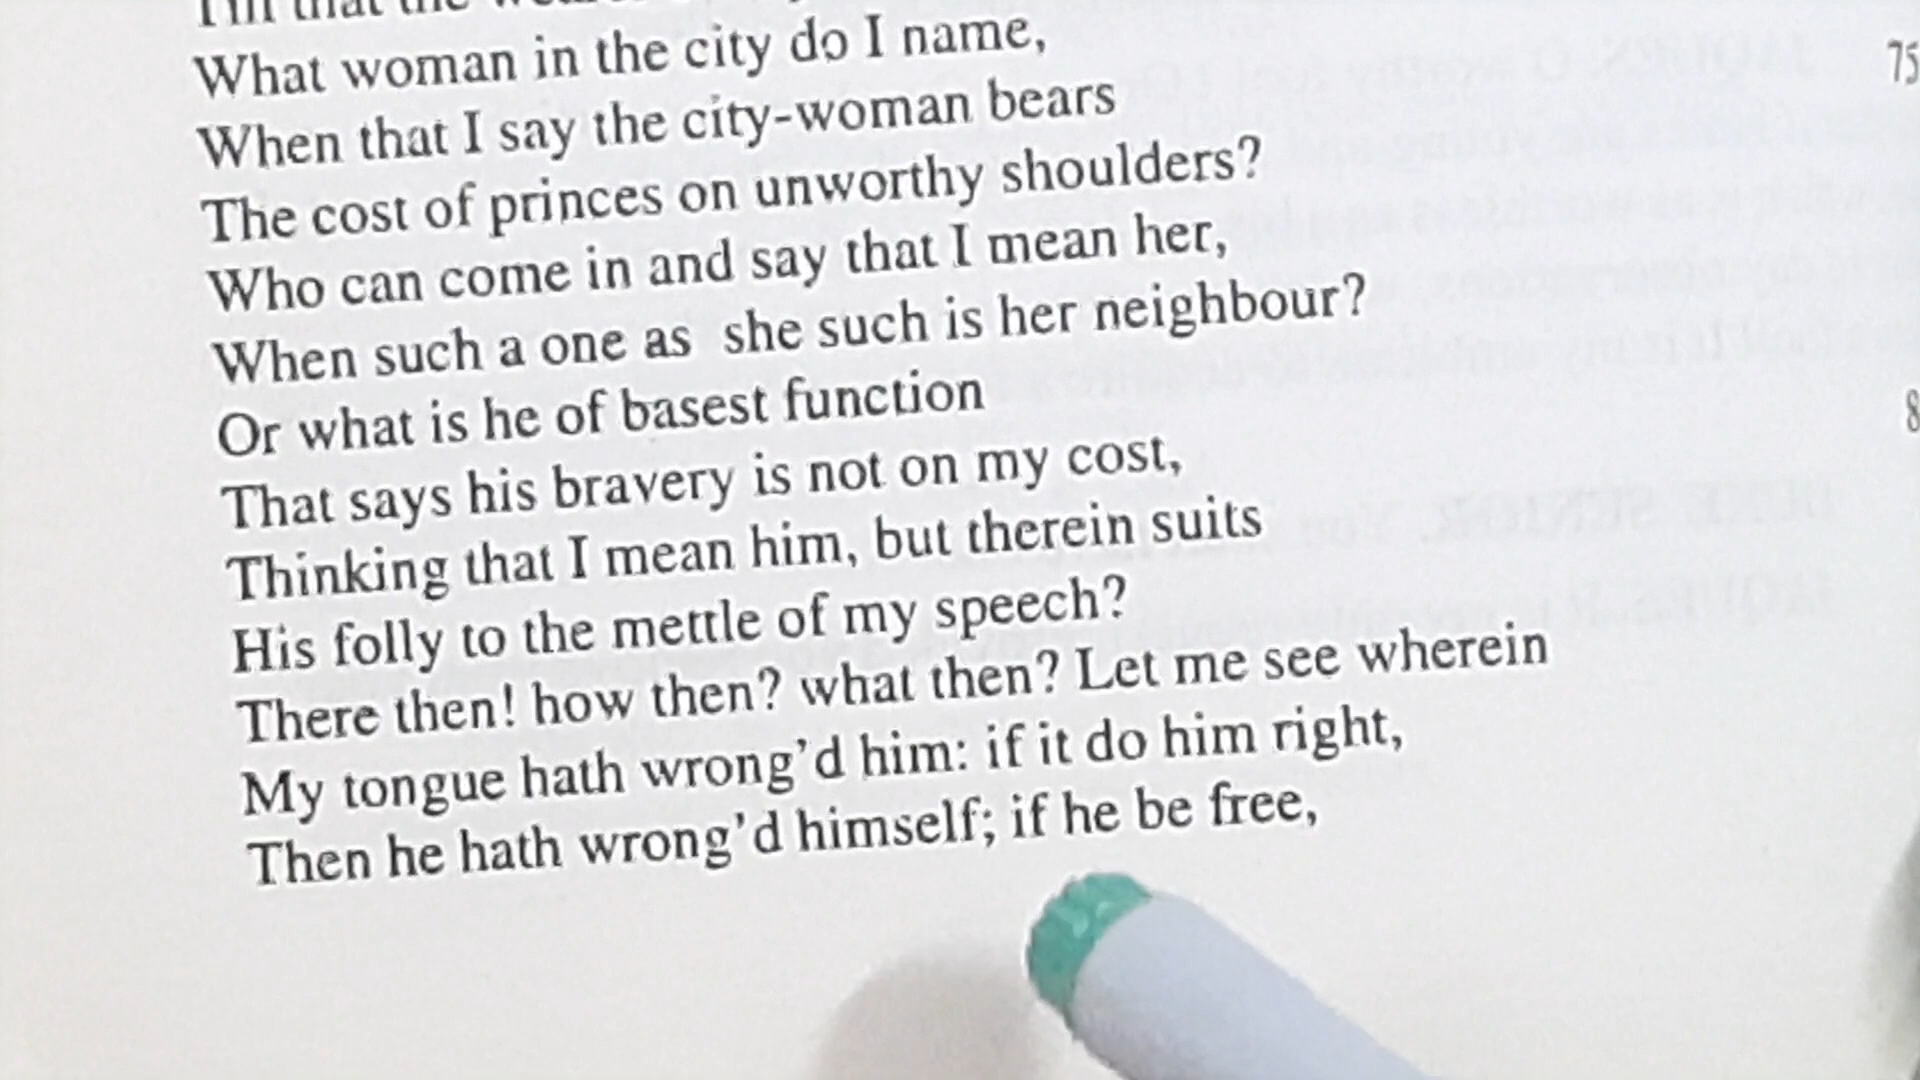 What woman in the city do I name,
75
When that I say the city-woman bears
The cost of princes on unworthy shoulders?
Who can come in and say that I mean her,
When such a one as she such is her neighbour?
Or what is he of basest function
8
That says his bravery is not on my cost,
Thinking that I mean him, but therein suits
His folly to the mettle of my speech?
There then! how then? what then? Let me see wherein
My tongue hath wrong'd him: if it do him right,
Then he hath wrong'd himself; if he be free,